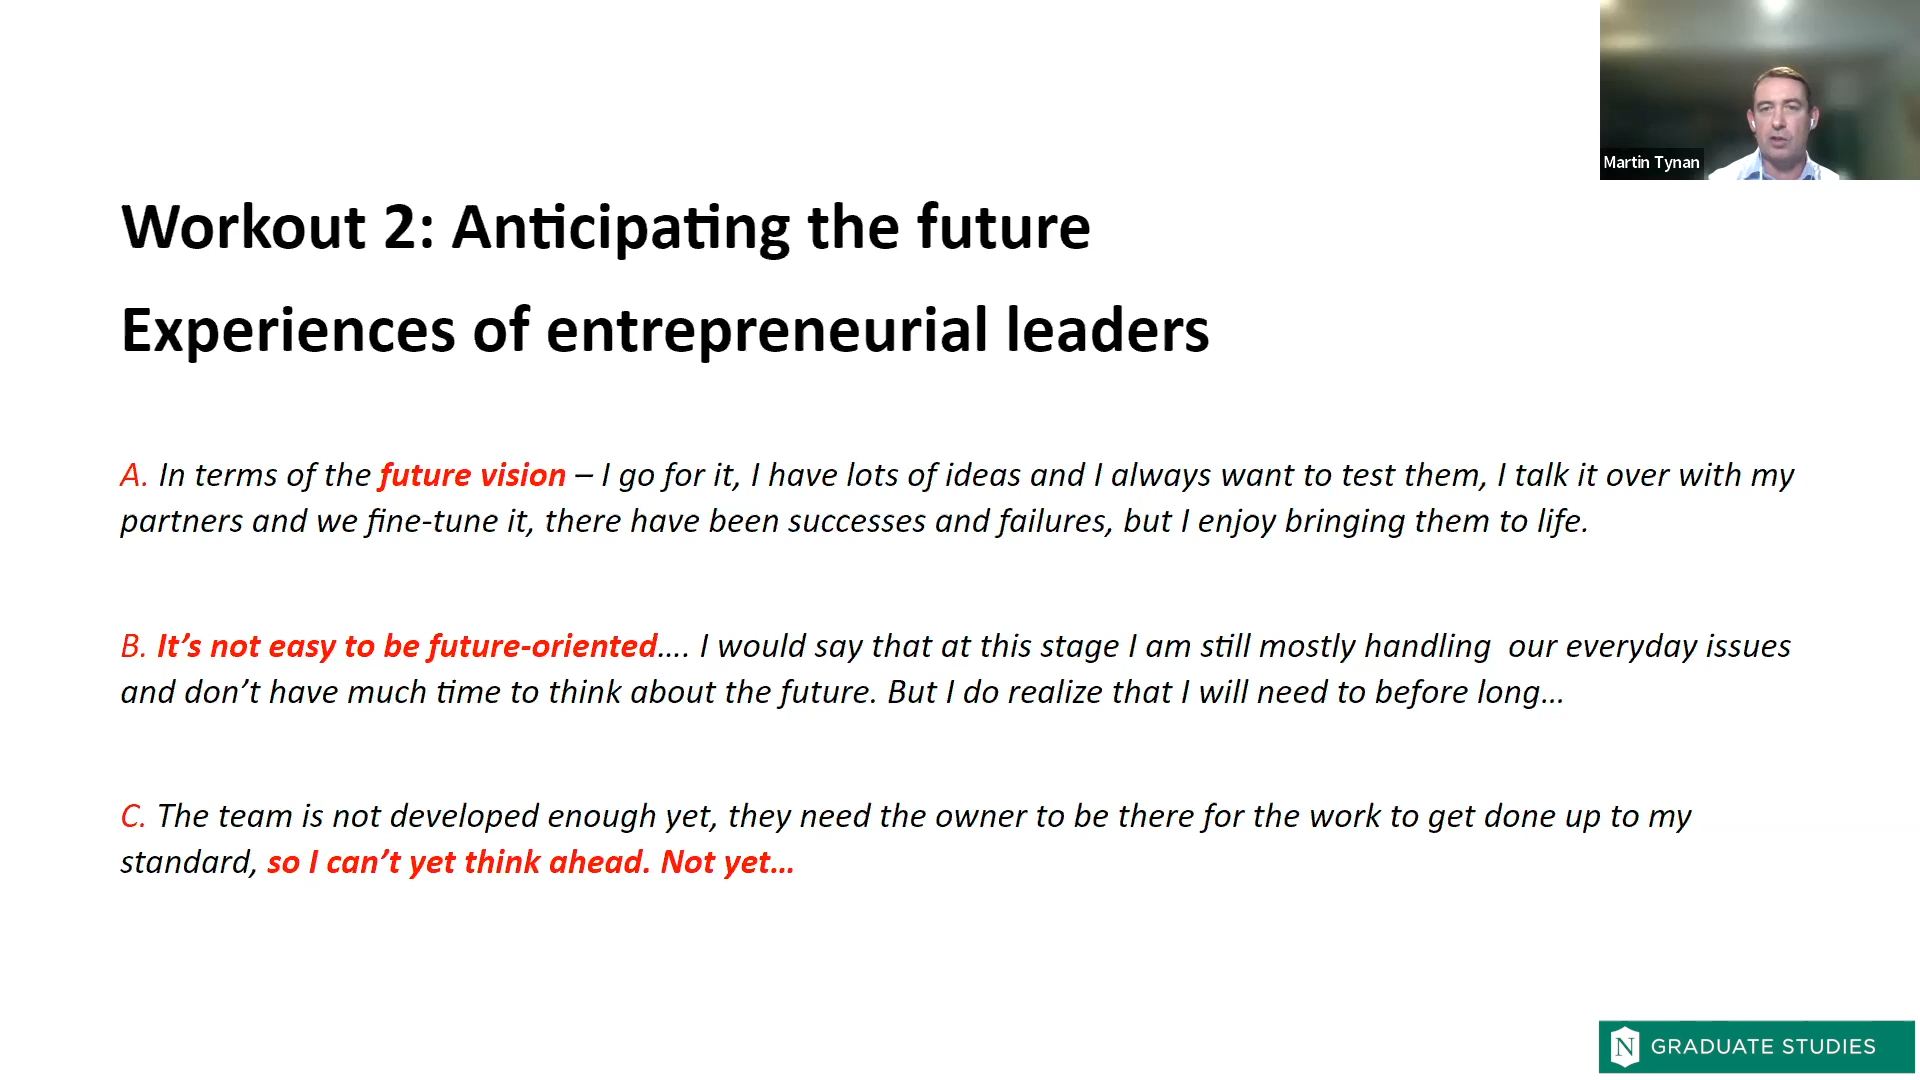 Martin Tynan
Workout 2: Anticipating the future
Experiences of entrepreneurial leaders
A. In terms of the future vision – I go for it, I have lots of ideas and I always want to test them, I talk it over with my
partners and we fine-tune it, there have been successes and failures, but I enjoy bringing them to life.
B. It’s not easy to be future-oriented…. I would say that at this stage I am still mostly handling  our everyday issues
and don’t have much time to think about the future. But I do realize that I will need to before long…
C. The team is not developed enough yet, they need the owner to be there for the work to get done up to my
standard, so I can’t yet think ahead. Not yet…
N GRADUATE STUDIES